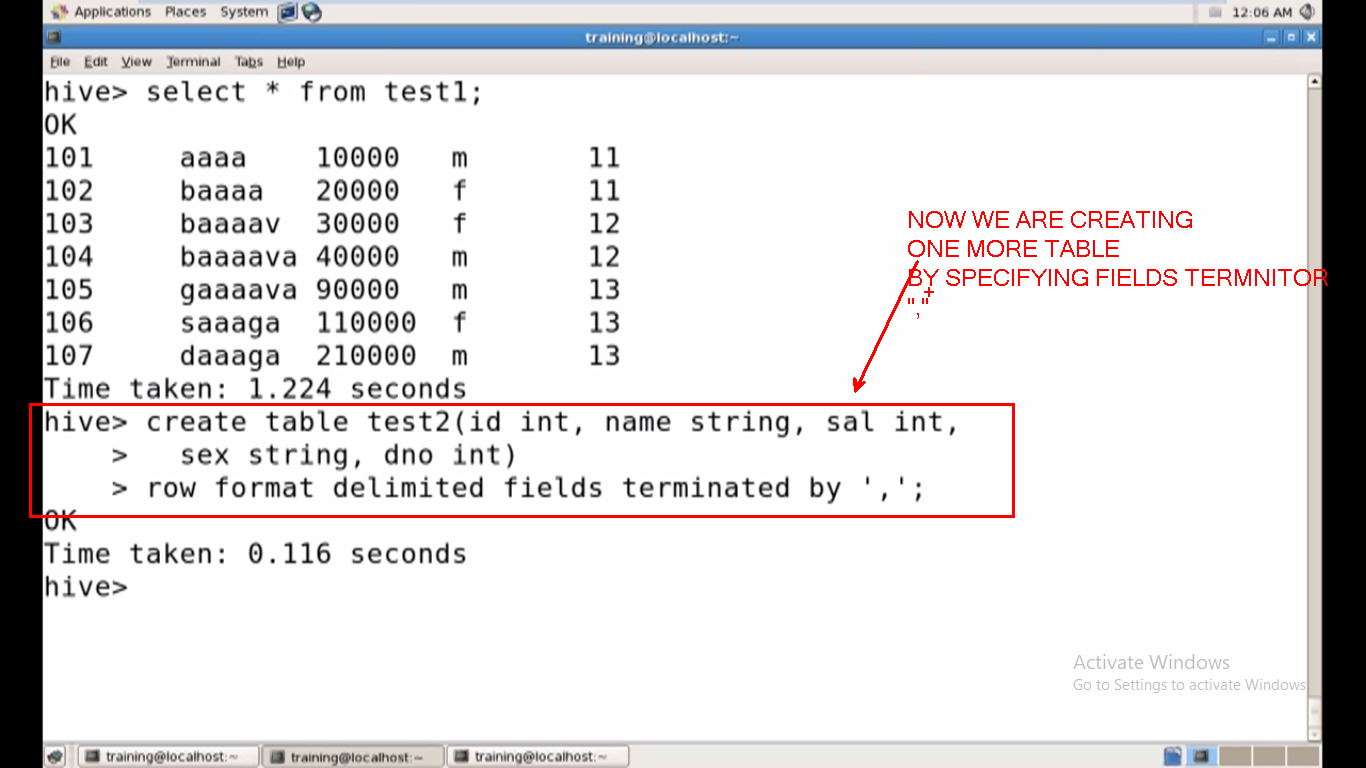 Applications Places System 12:06 AM
training@localhost:~
File Edit View Terminal Tabs Help
hive> select * from test1;
OK
101 aaaa 10000 m 11
102 baaaa 20000 f 11
103 baaaav 30000 f 12
104 baaaava 40000 m 12
105 gaaaava 90000 m 13
106 saaaga 110000 f 13
107 daaaga 210000 m 13
Time taken: 1.224 seconds
hive> create table test2(id int, name string, sal int,
> sex string, dno int)
> row format delimited fields terminated by ',';
OK
Time taken: 0.116 seconds
hive>
NOW WE ARE CREATING
ONE MORE TABLE
BY SPECIFYING FIELDS TERMNITOR
","
Activate Windows
Go to Settings to activate Windows
training@localhost:~ training@localhost:~ training@localhost:~